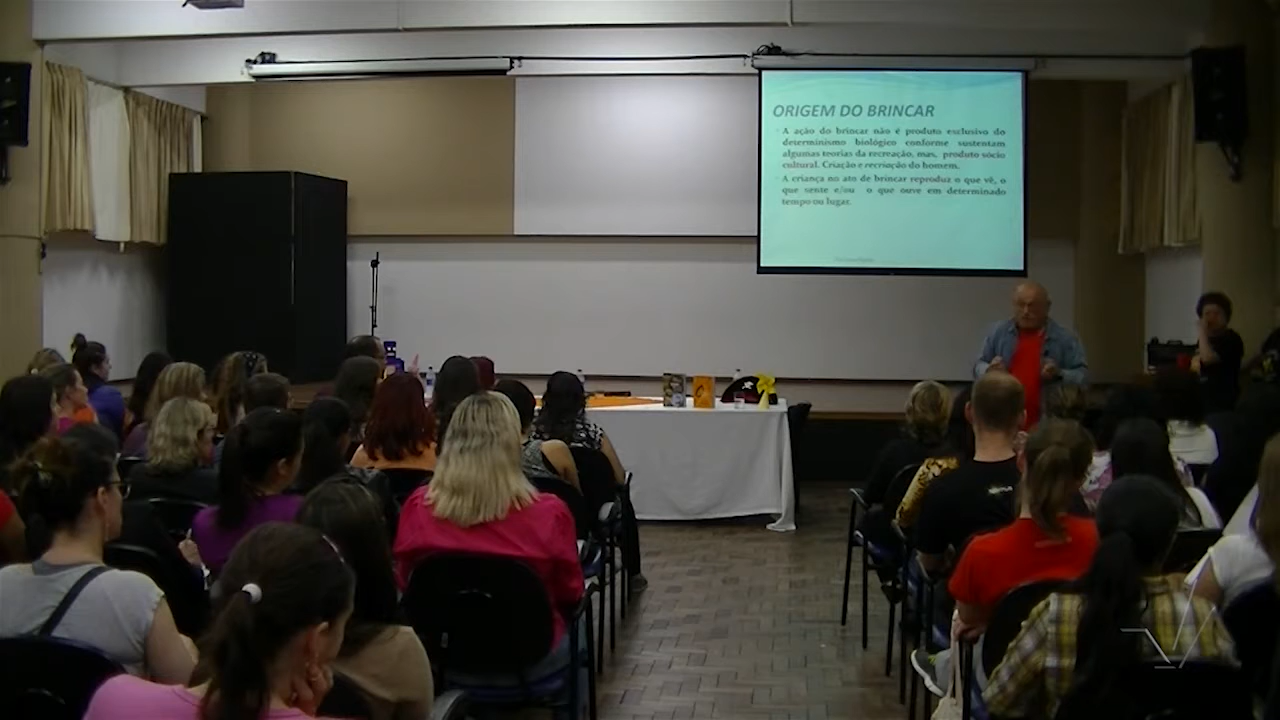 ORIGEM DO BRINCAR
A ação do brincar não é produto exclusivo do
determinismo biológico conforme sustentam
algumas teorias da recreação, mas, produto sócio
cultural. Criação e recriação do homem.
A criança no ato de brincar reproduz o que vê, o
que sente e/ou o que ouve em determinado
tempo ou lugar.